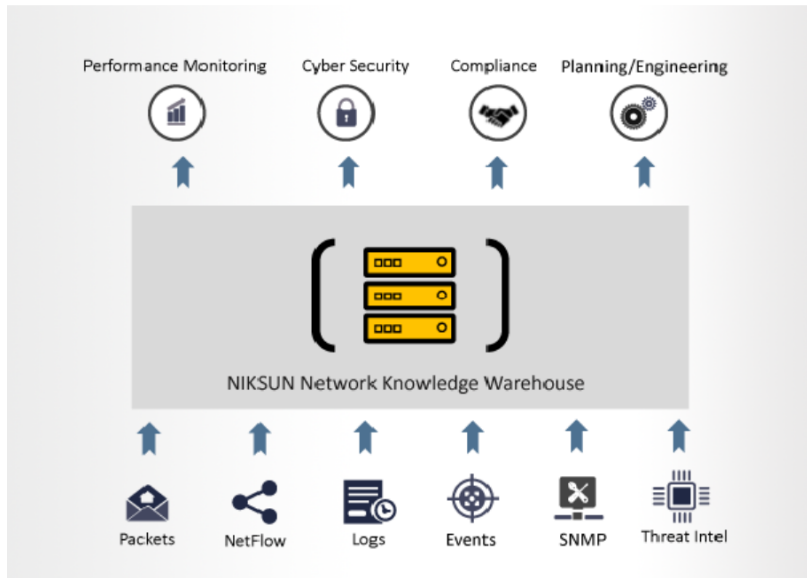 Performance Monitoring
Cyber Security
Compliance
Planning/Engineering
NIKSUN Network Knowledge Warehouse
Packets
NetFlow
Logs
Events
SNMP
Threat Intel